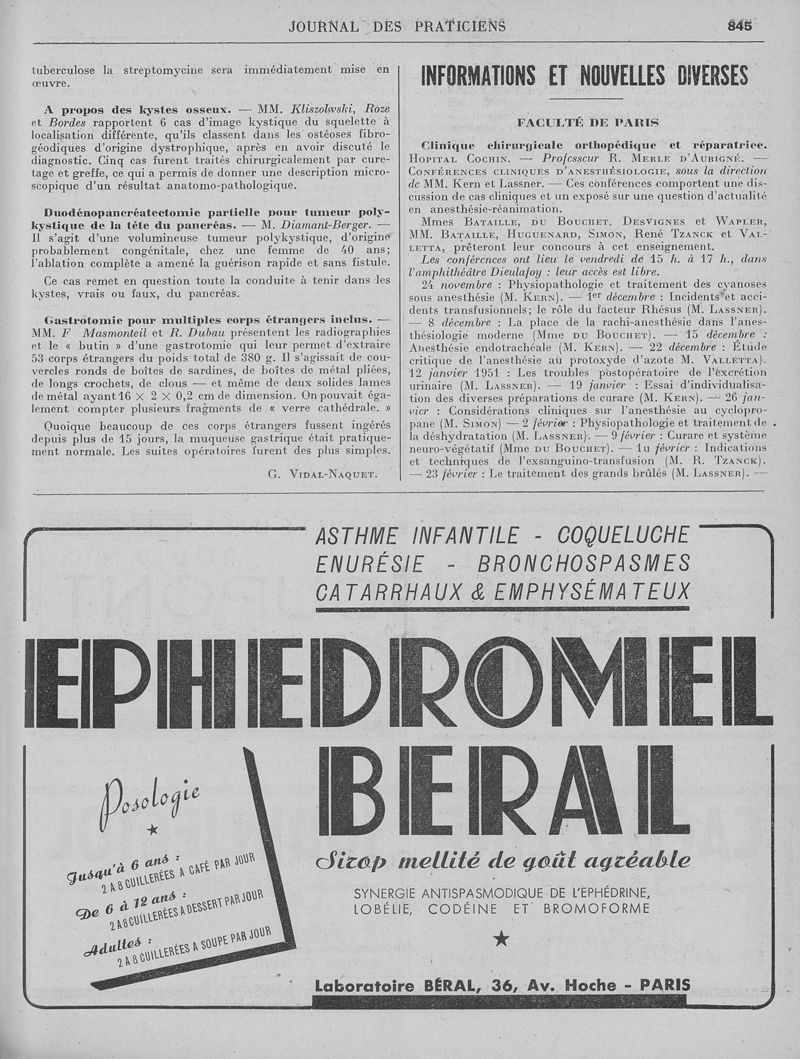 JOURNAL DES PRATICIENS
845
tuberculose la streptomycine sera immédiatement mise en
œuvre.
A propos des kystes osseux. — MM. Kliszolwski, Roze
et Bordes rapportent 6 cas d'image kystique du squelette à
localisation différente, qu'ils classent dans les ostéoses fibro-
géodiques d'origine dystrophique, après en avoir discuté le
diagnostic. Cinq cas furent traités chirurgicalement par cure-
tage et greffe, ce qui a permis de donner une description micro-
scopique d'un résultat anatomo-pathologique.
Duodénopancréatectomie partielle pour tumeur poly-
kystique de la tête du pancréas. — M. Diamant-Berger. —
Il s'agit d'une volumineuse tumeur polykystique, d'origine
probablement congénitale, chez une femme de 40 ans;
l'ablation complète a amené la guérison rapide et sans fistule.
Ce cas remet en question toute la conduite à tenir dans les
kystes, vrais ou faux, du pancréas.
Gastrotomie pour multiples corps étrangers inclus. —
MM. F Masmonteil et R. Dubau présentent les radiographies
et le « butin » d'une gastrotomie qui leur permet d'extraire
53 corps étrangers du poids total de 380 g. Il s'agissait de cou-
vercles ronds de boîtes de sardines, de boîtes de métal pliées,
de longs crochets, de clous — et même de deux solides lames
de métal ayant 16 × 2 × 0,2 cm de dimension. On pouvait éga-
lement compter plusieurs fragments de « verre cathédrale. »
Quoique beaucoup de ces corps étrangers fussent ingérés
depuis plus de 15 jours, la muqueuse gastrique était pratique-
ment normale. Les suites opératoires furent des plus simples.
G. VIDAL-NAQUET.
INFORMATIONS ET NOUVELLES DIVERSES
FACULTÉ DE PARIS
Clinique chirurgicale orthopédique et réparatrice.
HOPITAL COCHIN. — Professeur R. MERLE D'AUBIGNÉ. —
CONFÉRENCES CLINIQUES D'ANESTHÉSIOLOGIE, sous la direction
de MM. Kern et Lassner. — Ces conférences comportent une dis-
cussion de cas cliniques et un exposé sur une question d'actualité
en anesthésie-réanimation.
Mmes BATAILLE, DU BOUCHET, DESVIGNES et WAPLER,
MM. BATAILLE, HUGUENARD, SIMON, René TZANCK et VAL-
LETTA, prêteront leur concours à cet enseignement.
Les conférences ont lieu le vendredi de 15 h. à 17 h., dans
l'amphithéâtre Dieulafoy : leur accès est libre.
24 novembre : Physiopathologie et traitement des cyanoses
sous anesthésie (M. KERN). — 1er décembre : Incidents et acci-
dents transfusionnels; le rôle du facteur Rhésus (M. LASSNER).
— 8 décembre : La place de la rachi-anesthésie dans l'anes-
thésiologie moderne (Mme DU BOUCHET). — 15 décembre :
Anesthésie endotrachéale (M. KERN). — 22 décembre : Étude
critique de l'anesthésie au protoxyde d'azote M. VALLETTA).
12 janvier 1951 : Les troubles postopératoire de l'excrétion
urinaire (M. LASSNER). — 19 janvier : Essai d'individualisa-
tion des diverses préparations de curare (M. KERN). — 26 jan-
vier : Considérations cliniques sur l'anesthésie au cyclopro-
pane (M. SIMON) — 2 février : Physiopathologie et traitement de
la déshydratation (M. LASSNER). — 9 février : Curare et système
neuro-végétatif (Mme DU BOUCHET). — 1u février : Indications
et techniques de l'exsanguino-transfusion (M. R. TZANCK).
— 23 février : Le traitement des grands brûlés (M. LASSNER). —
ASTHME INFANTILE - COQUELUCHE
ENURÉSIE - BRONCHOSPASMES
CATARRHAUX & EMPHYSÉMATEUX
EPHEDROMEL
BERAL
Posologie
Jusqu'à 6 ans :
2 A 8 CUILLERÉES A CAFÉ PAR JOUR
De 6 à 12 ans :
2 A 8 CUILLERÉES A DESSERT PAR JOUR
Adultes :
2 A 8 CUILLERÉES A SOUPE PAR JOUR
Sirop mellité de goût agréable
SYNERGIE ANTISPASMODIQUE DE L'EPHÉDRINE,
LOBÉLIE, CODÉINE ET BROMOFORME
Laboratoire BÉRAL, 36, Av. Hoche - PARIS